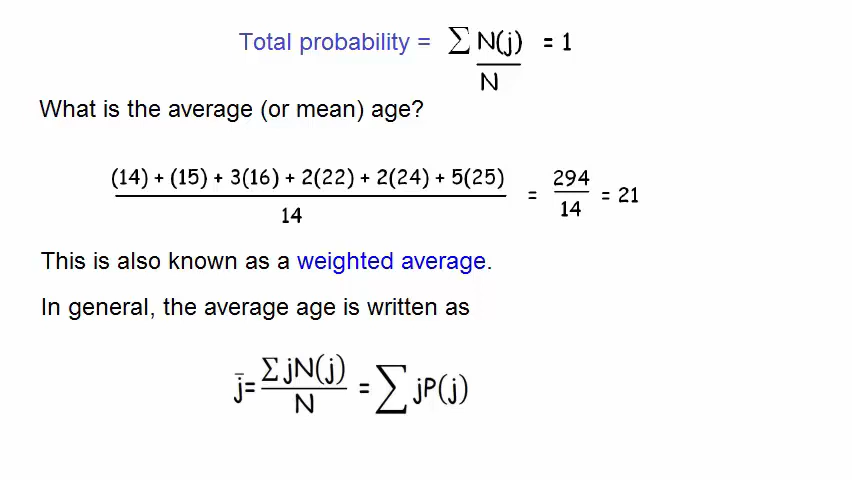 Total probability = ∑ N(j)/N = 1
What is the average (or mean) age?
(14) + (15) + 3(16) + 2(22) + 2(24) + 5(25) / 14 = 294/14 = 21
This is also known as a weighted average.
In general, the average age is written as
j̄ = ∑ jN(j)/N = ∑ jP(j)